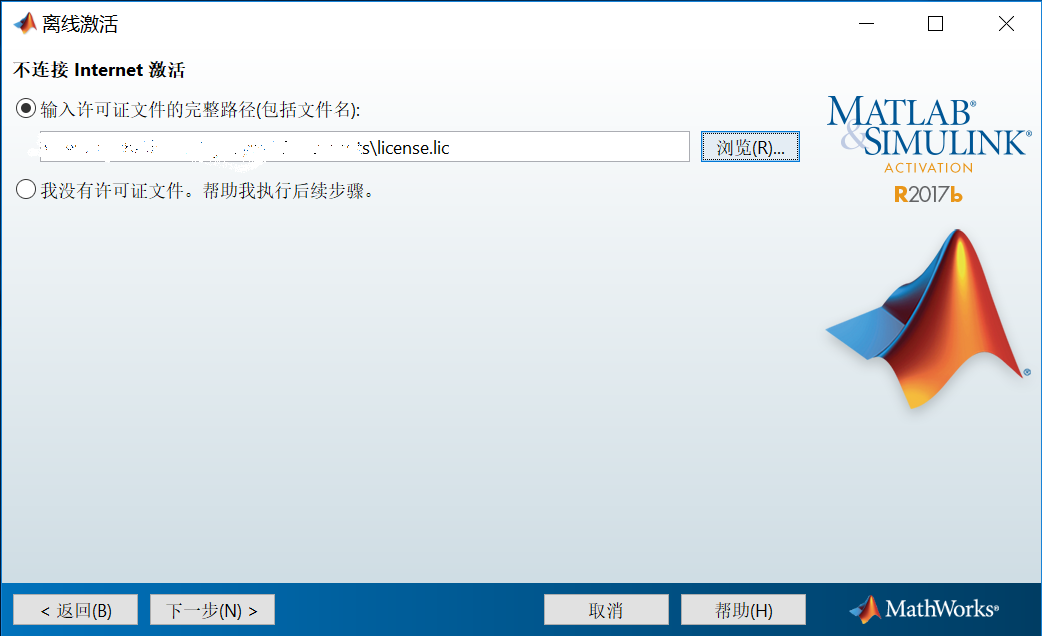 离线激活
不连接 Internet 激活
输入许可证文件的完整路径(包括文件名):
ts\license.lic
浏览(R)...
我没有许可证文件。帮助我执行后续步骤。
MATLAB®
&SIMULINK®
ACTIVATION
R2017b
®
< 返回(B)
下一步(N) >
取消
帮助(H)
MathWorks®